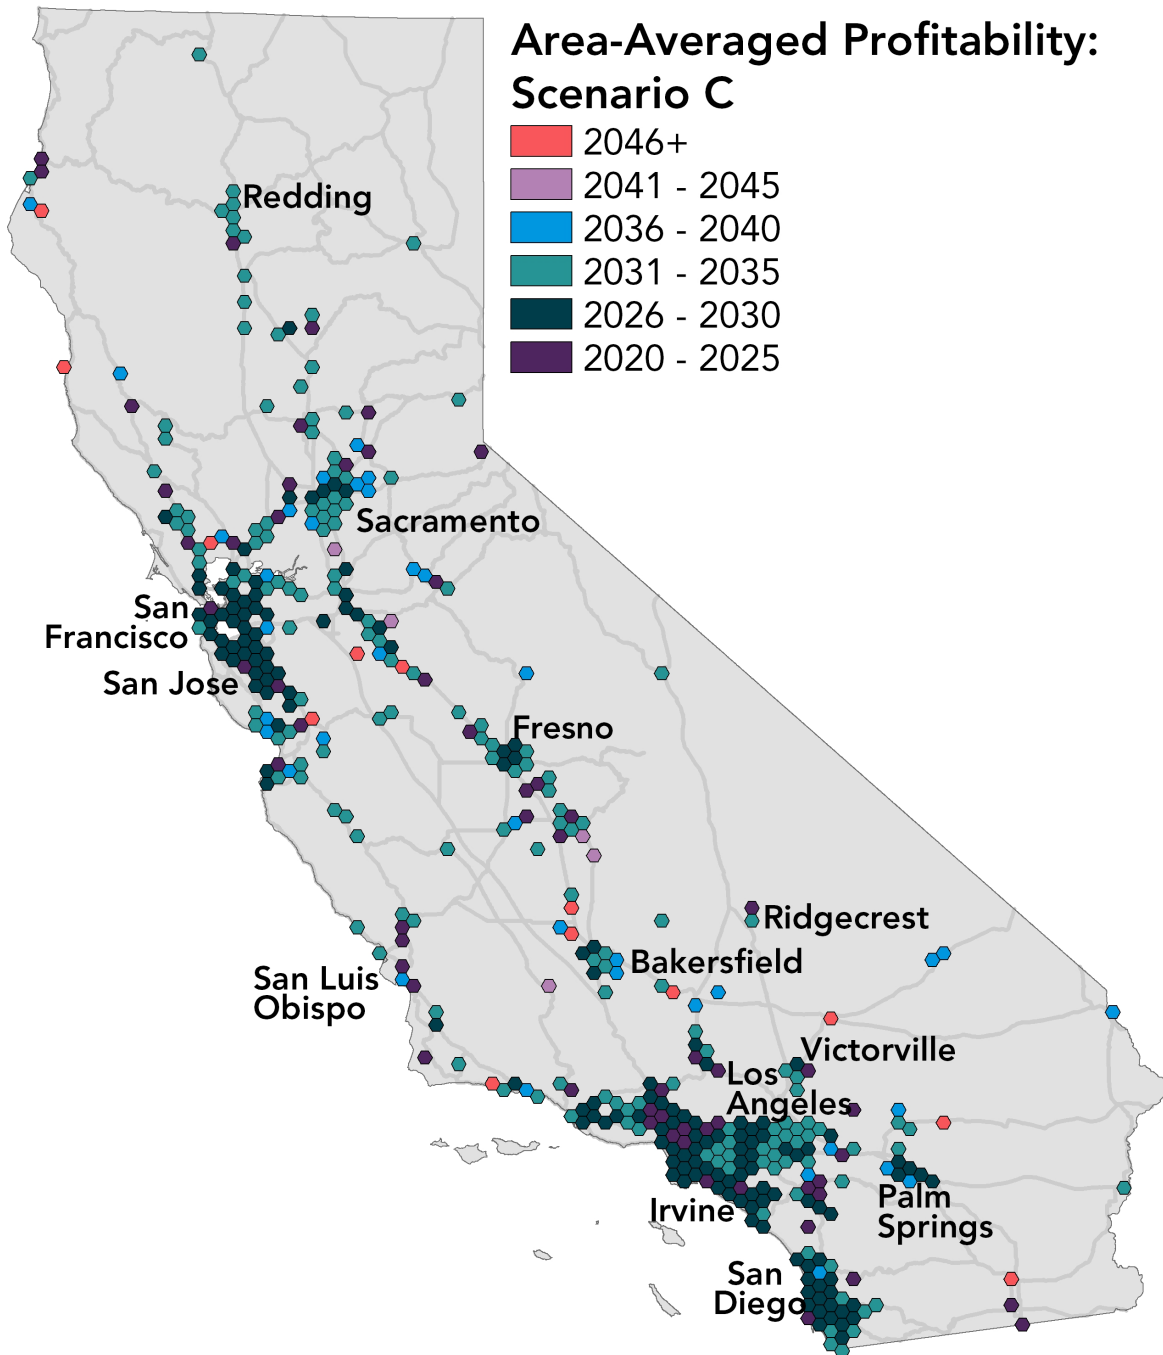 Area-Averaged Profitability:
Scenario C
2046+
2041 - 2045
2036 - 2040
2031 - 2035
2026 - 2030
2020 - 2025
Redding
Sacramento
San
Francisco
San Jose
Fresno
Ridgecrest
Bakersfield
San Luis
Obispo
Victorville
Los
Angeles
Irvine
Palm
Springs
San
Diego